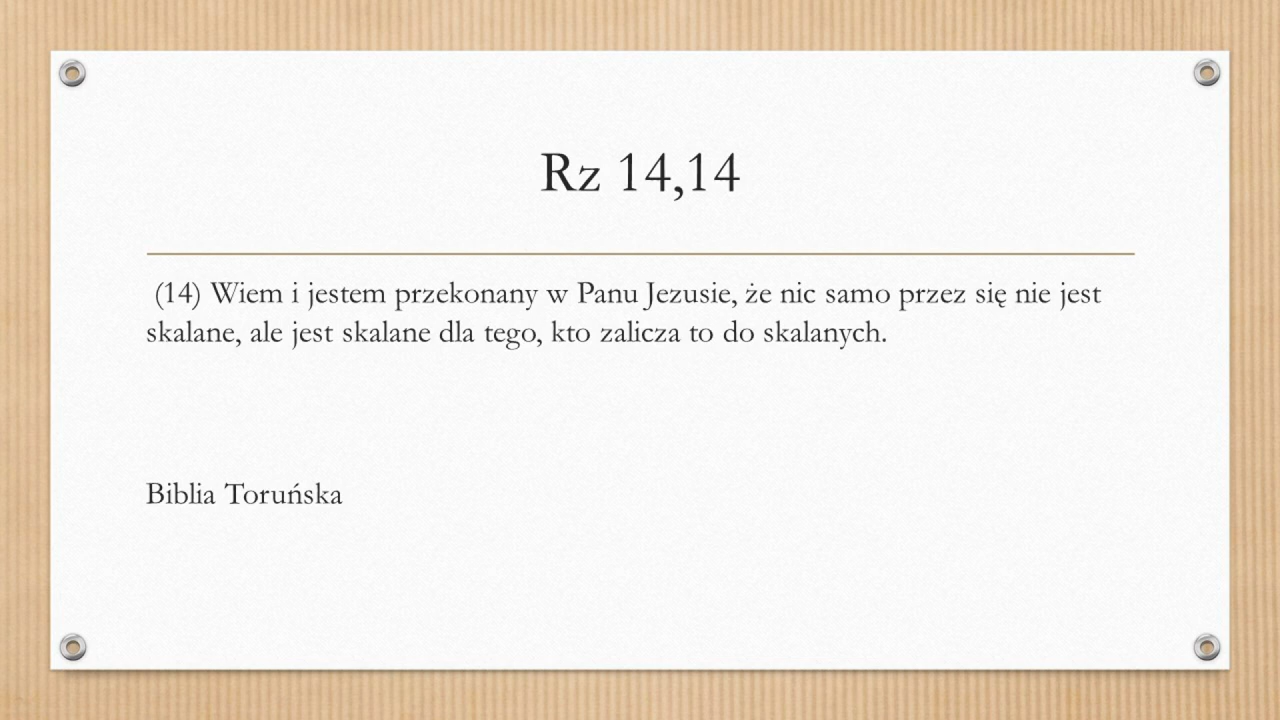 Rz 14,14
(14) Wiem i jestem przekonany w Panu Jezusie, że nic samo przez się nie jest
skalane, ale jest skalane dla tego, kto zalicza to do skalanych.
Biblia Toruńska